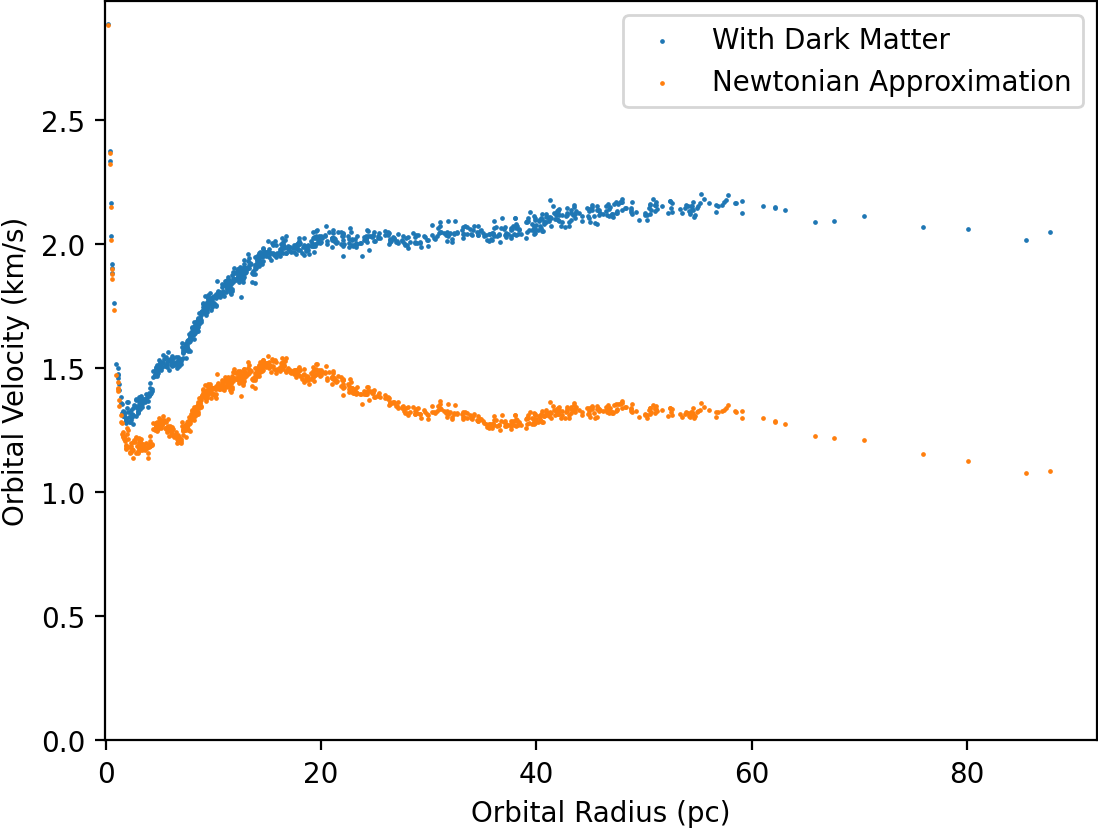 With Dark Matter
Newtonian Approximation
2.5
2.0
1.5
1.0
0.5
0.0
Orbital Velocity (km/s)
0 20 40 60 80
Orbital Radius (pc)